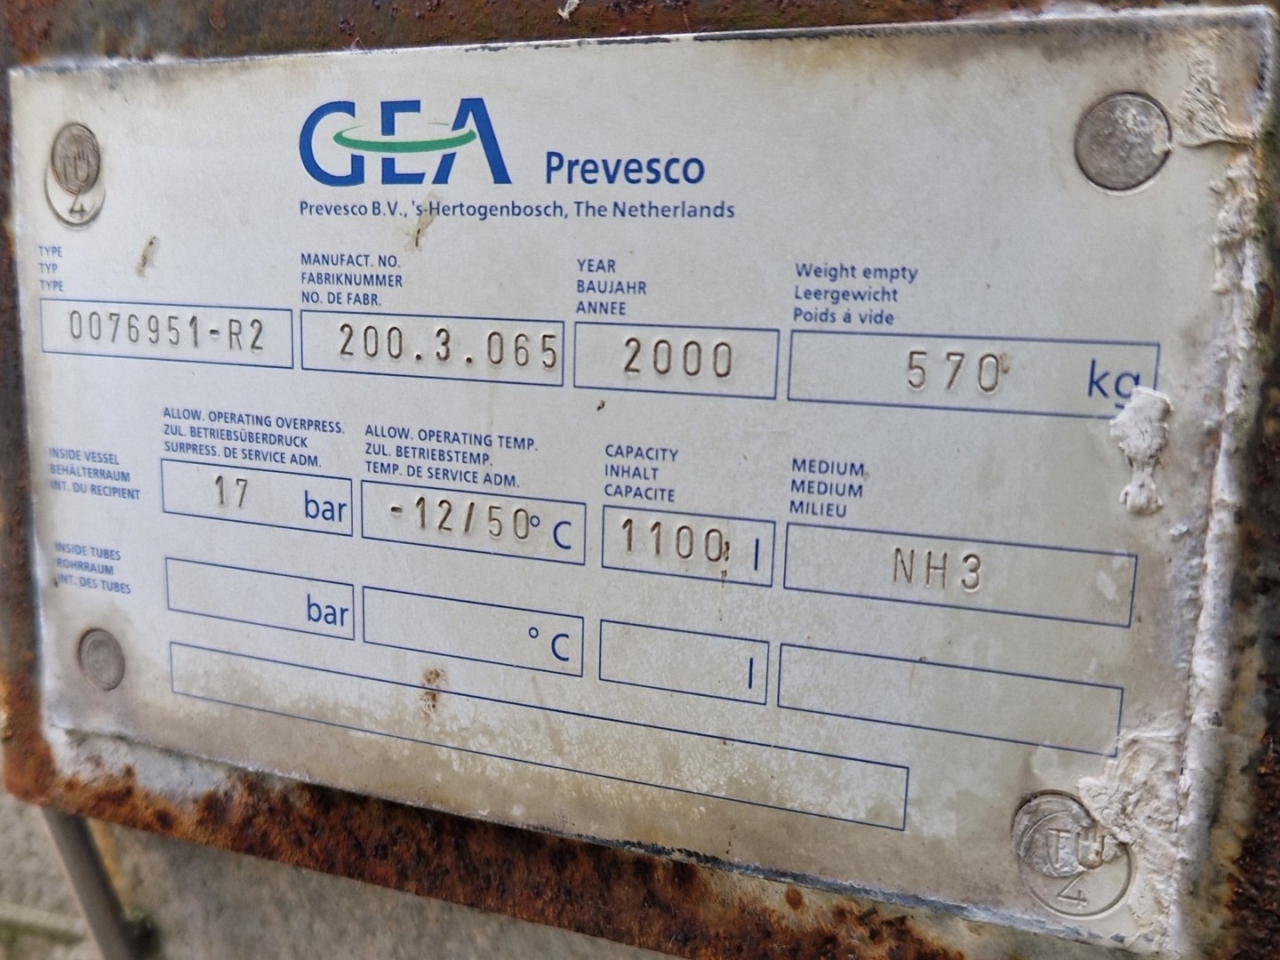 GEA Prevesco
Prevesco B.V., 's-Hertogenbosch, The Netherlands
TYPE
TYP
TYPE
0076951-R2
MANUFACT. NO.
FABRIKNUMMER
NO. DE FABR.
200.3.065
YEAR
BAUJAHR
ANNEE
2000
Weight empty
Leergewicht
Poids á vide
570 kg
INSIDE VESSEL
BEHÄLTERRAUM
INT. DU RECIPIENT
ALLOW. OPERATING OVERPRESS.
ZUL. BETRIEBSÜBERDRUCK
SURPRESS. DE SERVICE ADM.
17 bar
ALLOW. OPERATING TEMP.
ZUL. BETRIEBSTEMP.
TEMP. DE SERVICE ADM.
-12/50° C
CAPACITY
INHALT
CAPACITE
1100 l
MEDIUM
MEDIUM
MILIEU
NH3
INSIDE TUBES
ROHRRAUM
INT. DES TUBES
bar
° C
l
4
4